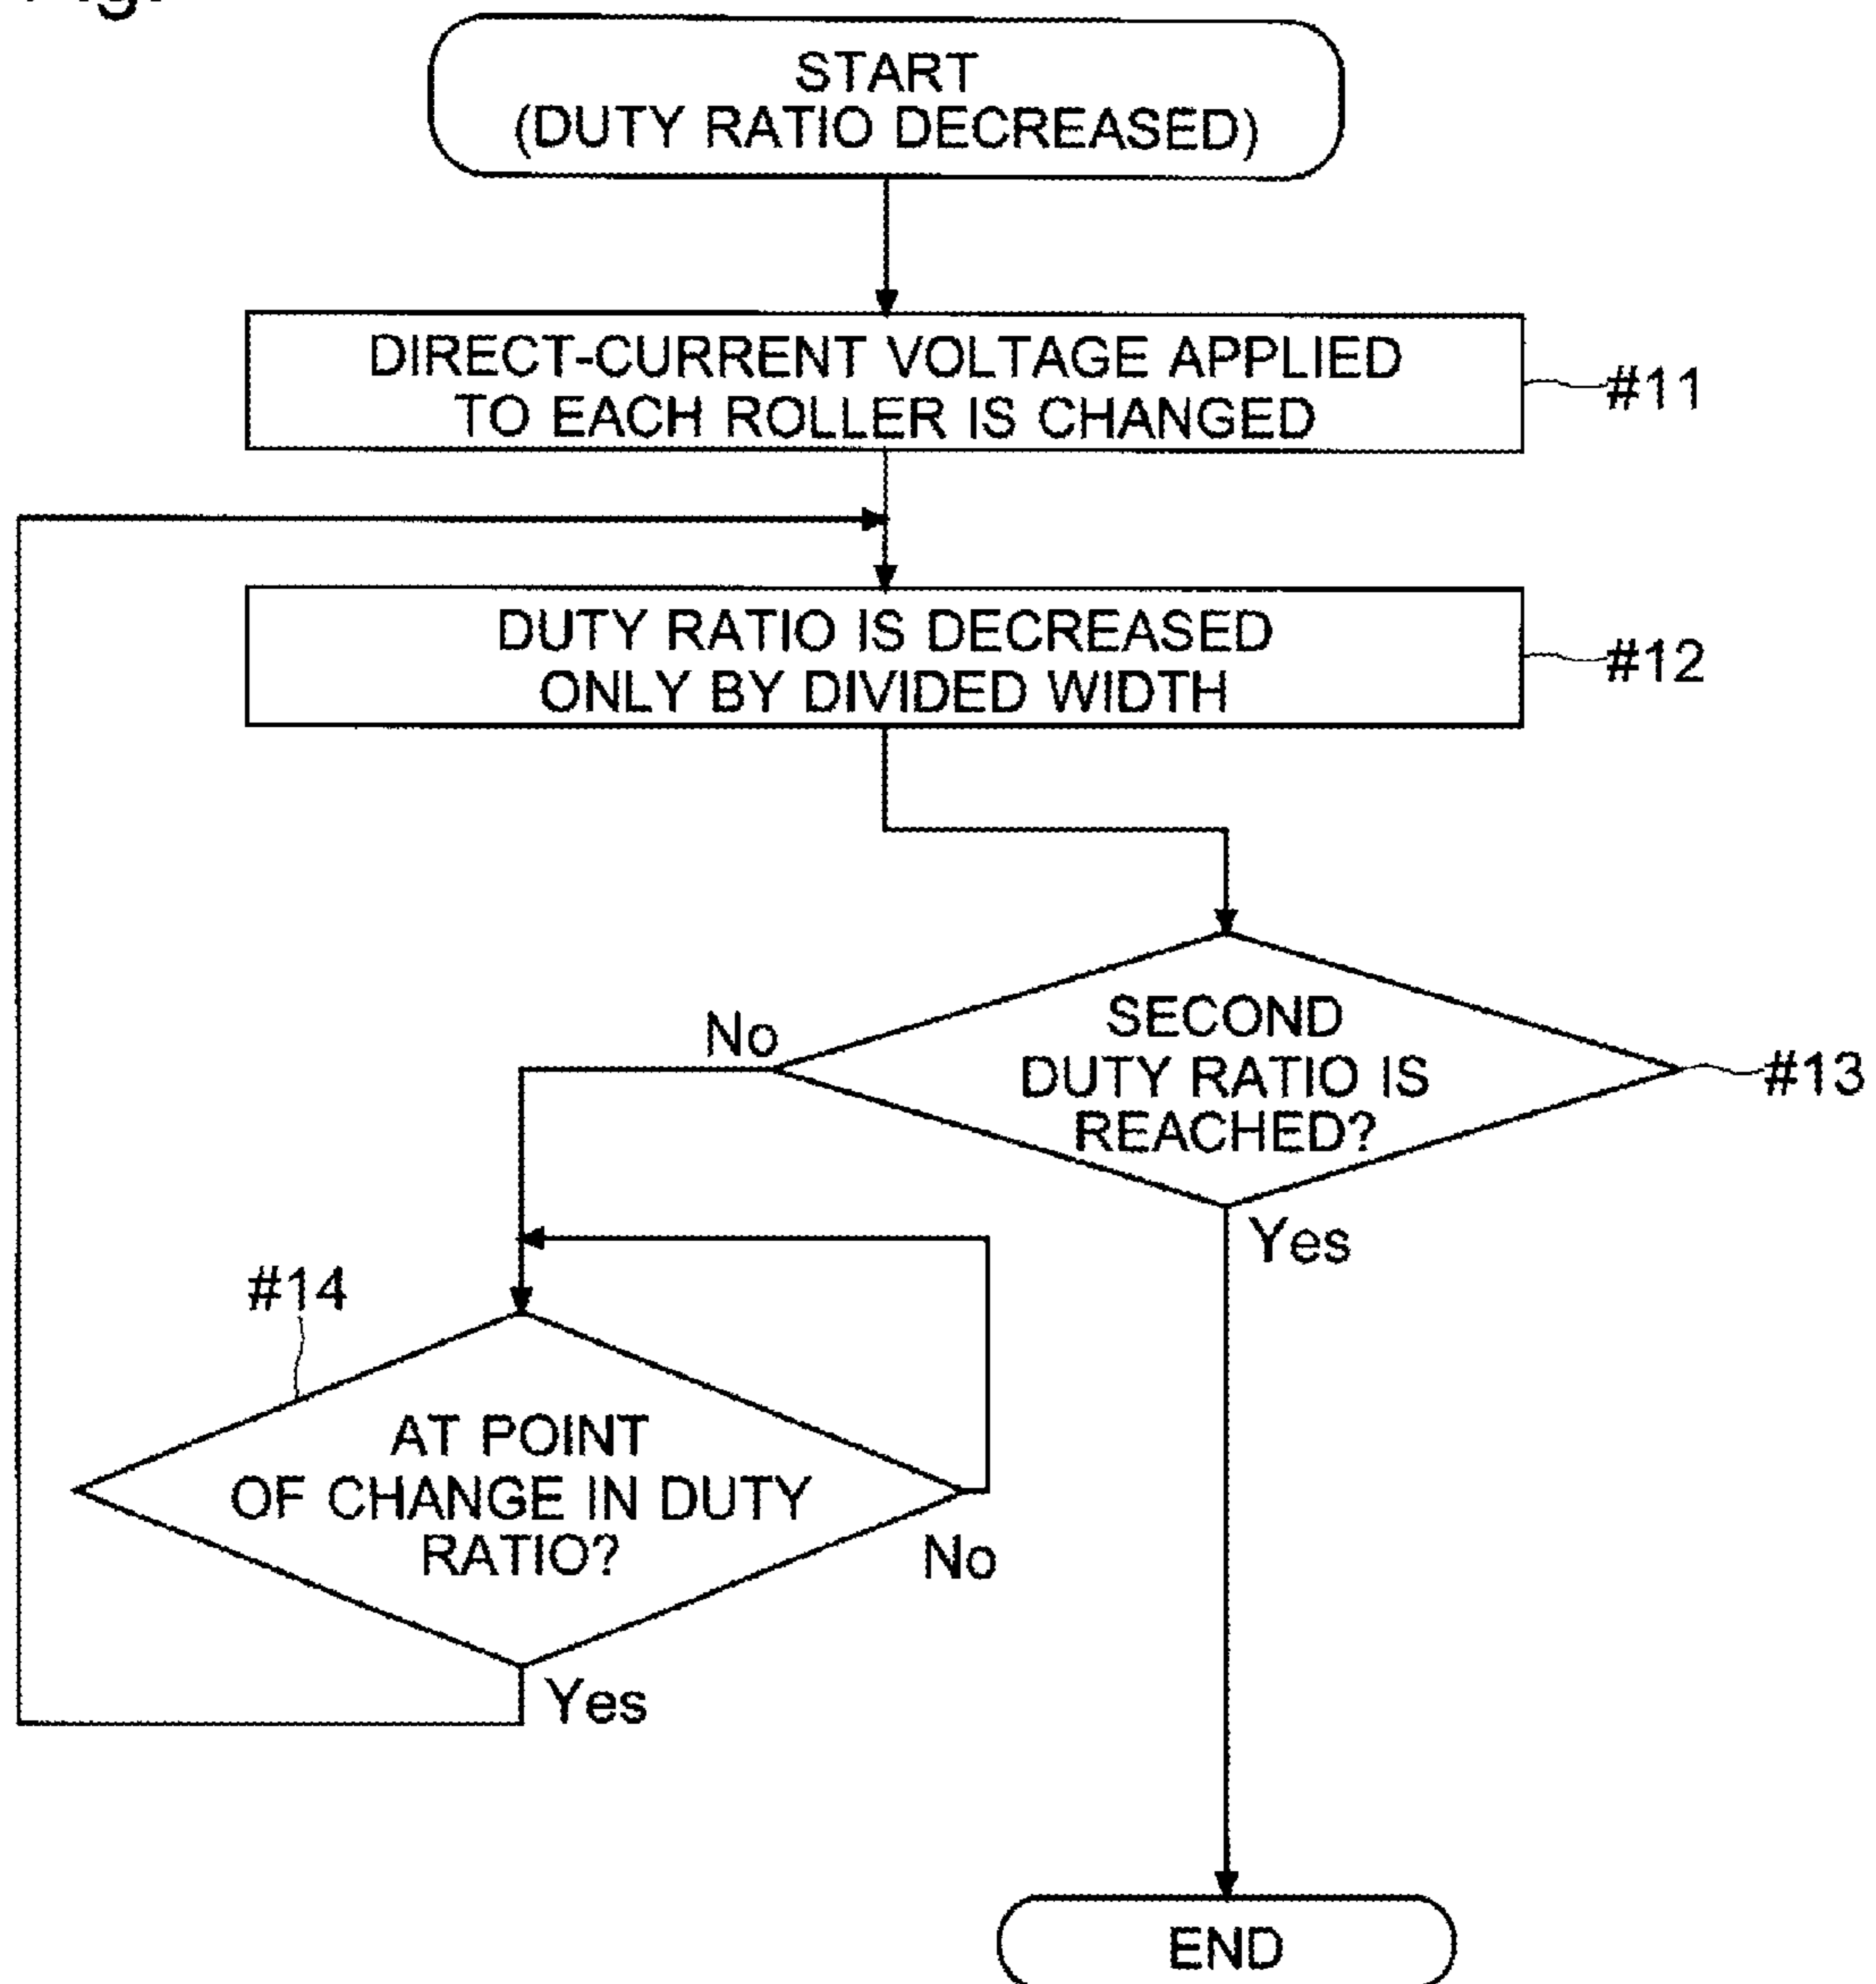 START
(DUTY RATIO DECREASED)
DIRECT-CURRENT VOLTAGE APPLIED
TO EACH ROLLER IS CHANGED
#11
DUTY RATIO IS DECREASED
ONLY BY DIVIDED WIDTH
#12
SECOND
DUTY RATIO IS
REACHED?
No
#13
Yes
#14
AT POINT
OF CHANGE IN DUTY
RATIO?
No
Yes
END